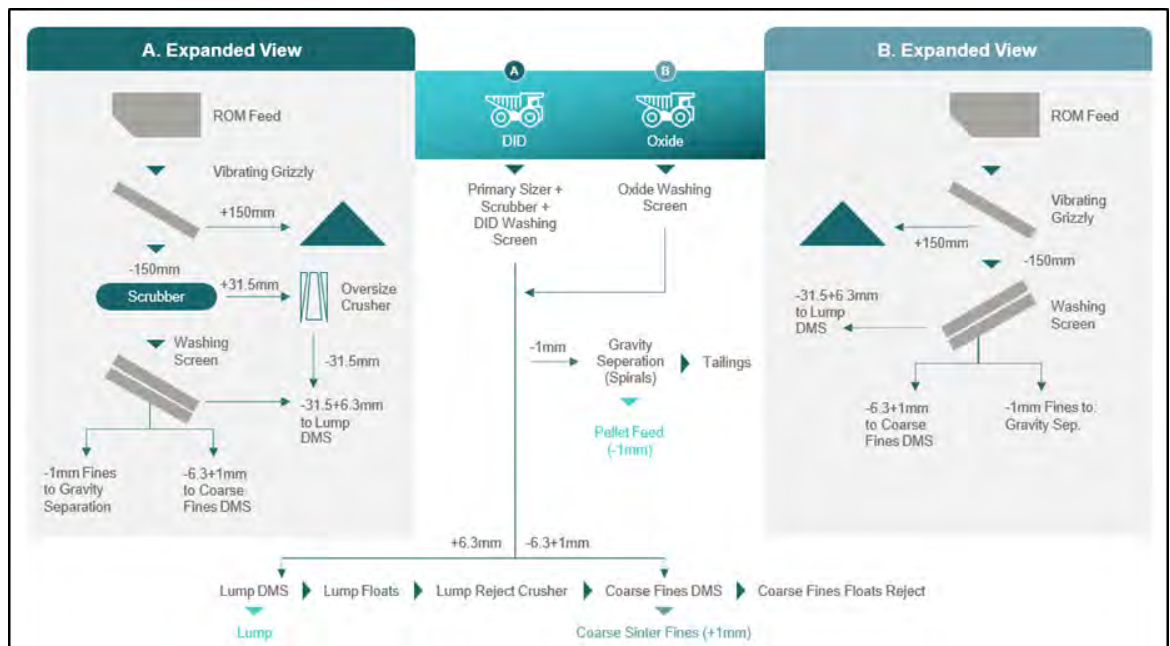 A. Expanded View
ROM Feed
Vibrating Grizzly
+150mm
-150mm
Scrubber
+31.5mm
Oversize
Crusher
Washing
Screen
-31.5mm
-31.5+6.3mm
to Lump
DMS
-1mm Fines
to Gravity
Separation
-6.3+1mm
to Coarse
Fines DMS
A
DID
B
Oxide
Primary Sizer +
Scrubber +
DID Washing
Screen
Oxide Washing
Screen
-1mm
Gravity
Seperation
(Spirals)
Tailings
Pellet Feed
(-1mm)
+6.3mm
-6.3+1mm
Lump DMS
Lump Floats
Lump Reject Crusher
Coarse Fines DMS
Coarse Fines Floats Reject
Lump
Coarse Sinter Fines (+1mm)
B. Expanded View
ROM Feed
Vibrating
Grizzly
+150mm
-150mm
-31.5+6.3mm
to Lump
DMS
Washing
Screen
-6.3+1mm
to Coarse
Fines DMS
-1mm Fines to
Gravity Sep.